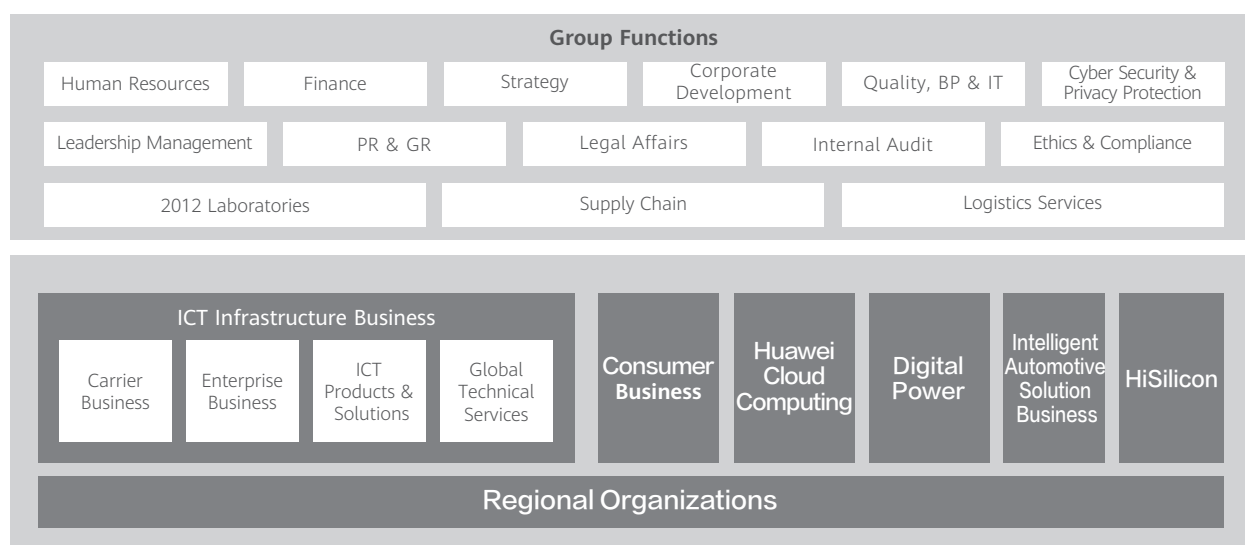 Group Functions
Human Resources
Finance
Strategy
Corporate
Development
Quality, BP & IT
Cyber Security &
Privacy Protection
Leadership Management
PR & GR
Legal Affairs
Internal Audit
Ethics & Compliance
2012 Laboratories
Supply Chain
Logistics Services
ICT Infrastructure Business
Carrier
Business
Enterprise
Business
ICT
Products &
Solutions
Global
Technical
Services
Consumer
Business
Huawei
Cloud
Computing
Digital
Power
Intelligent
Automotive
Solution
Business
HiSilicon
Regional Organizations